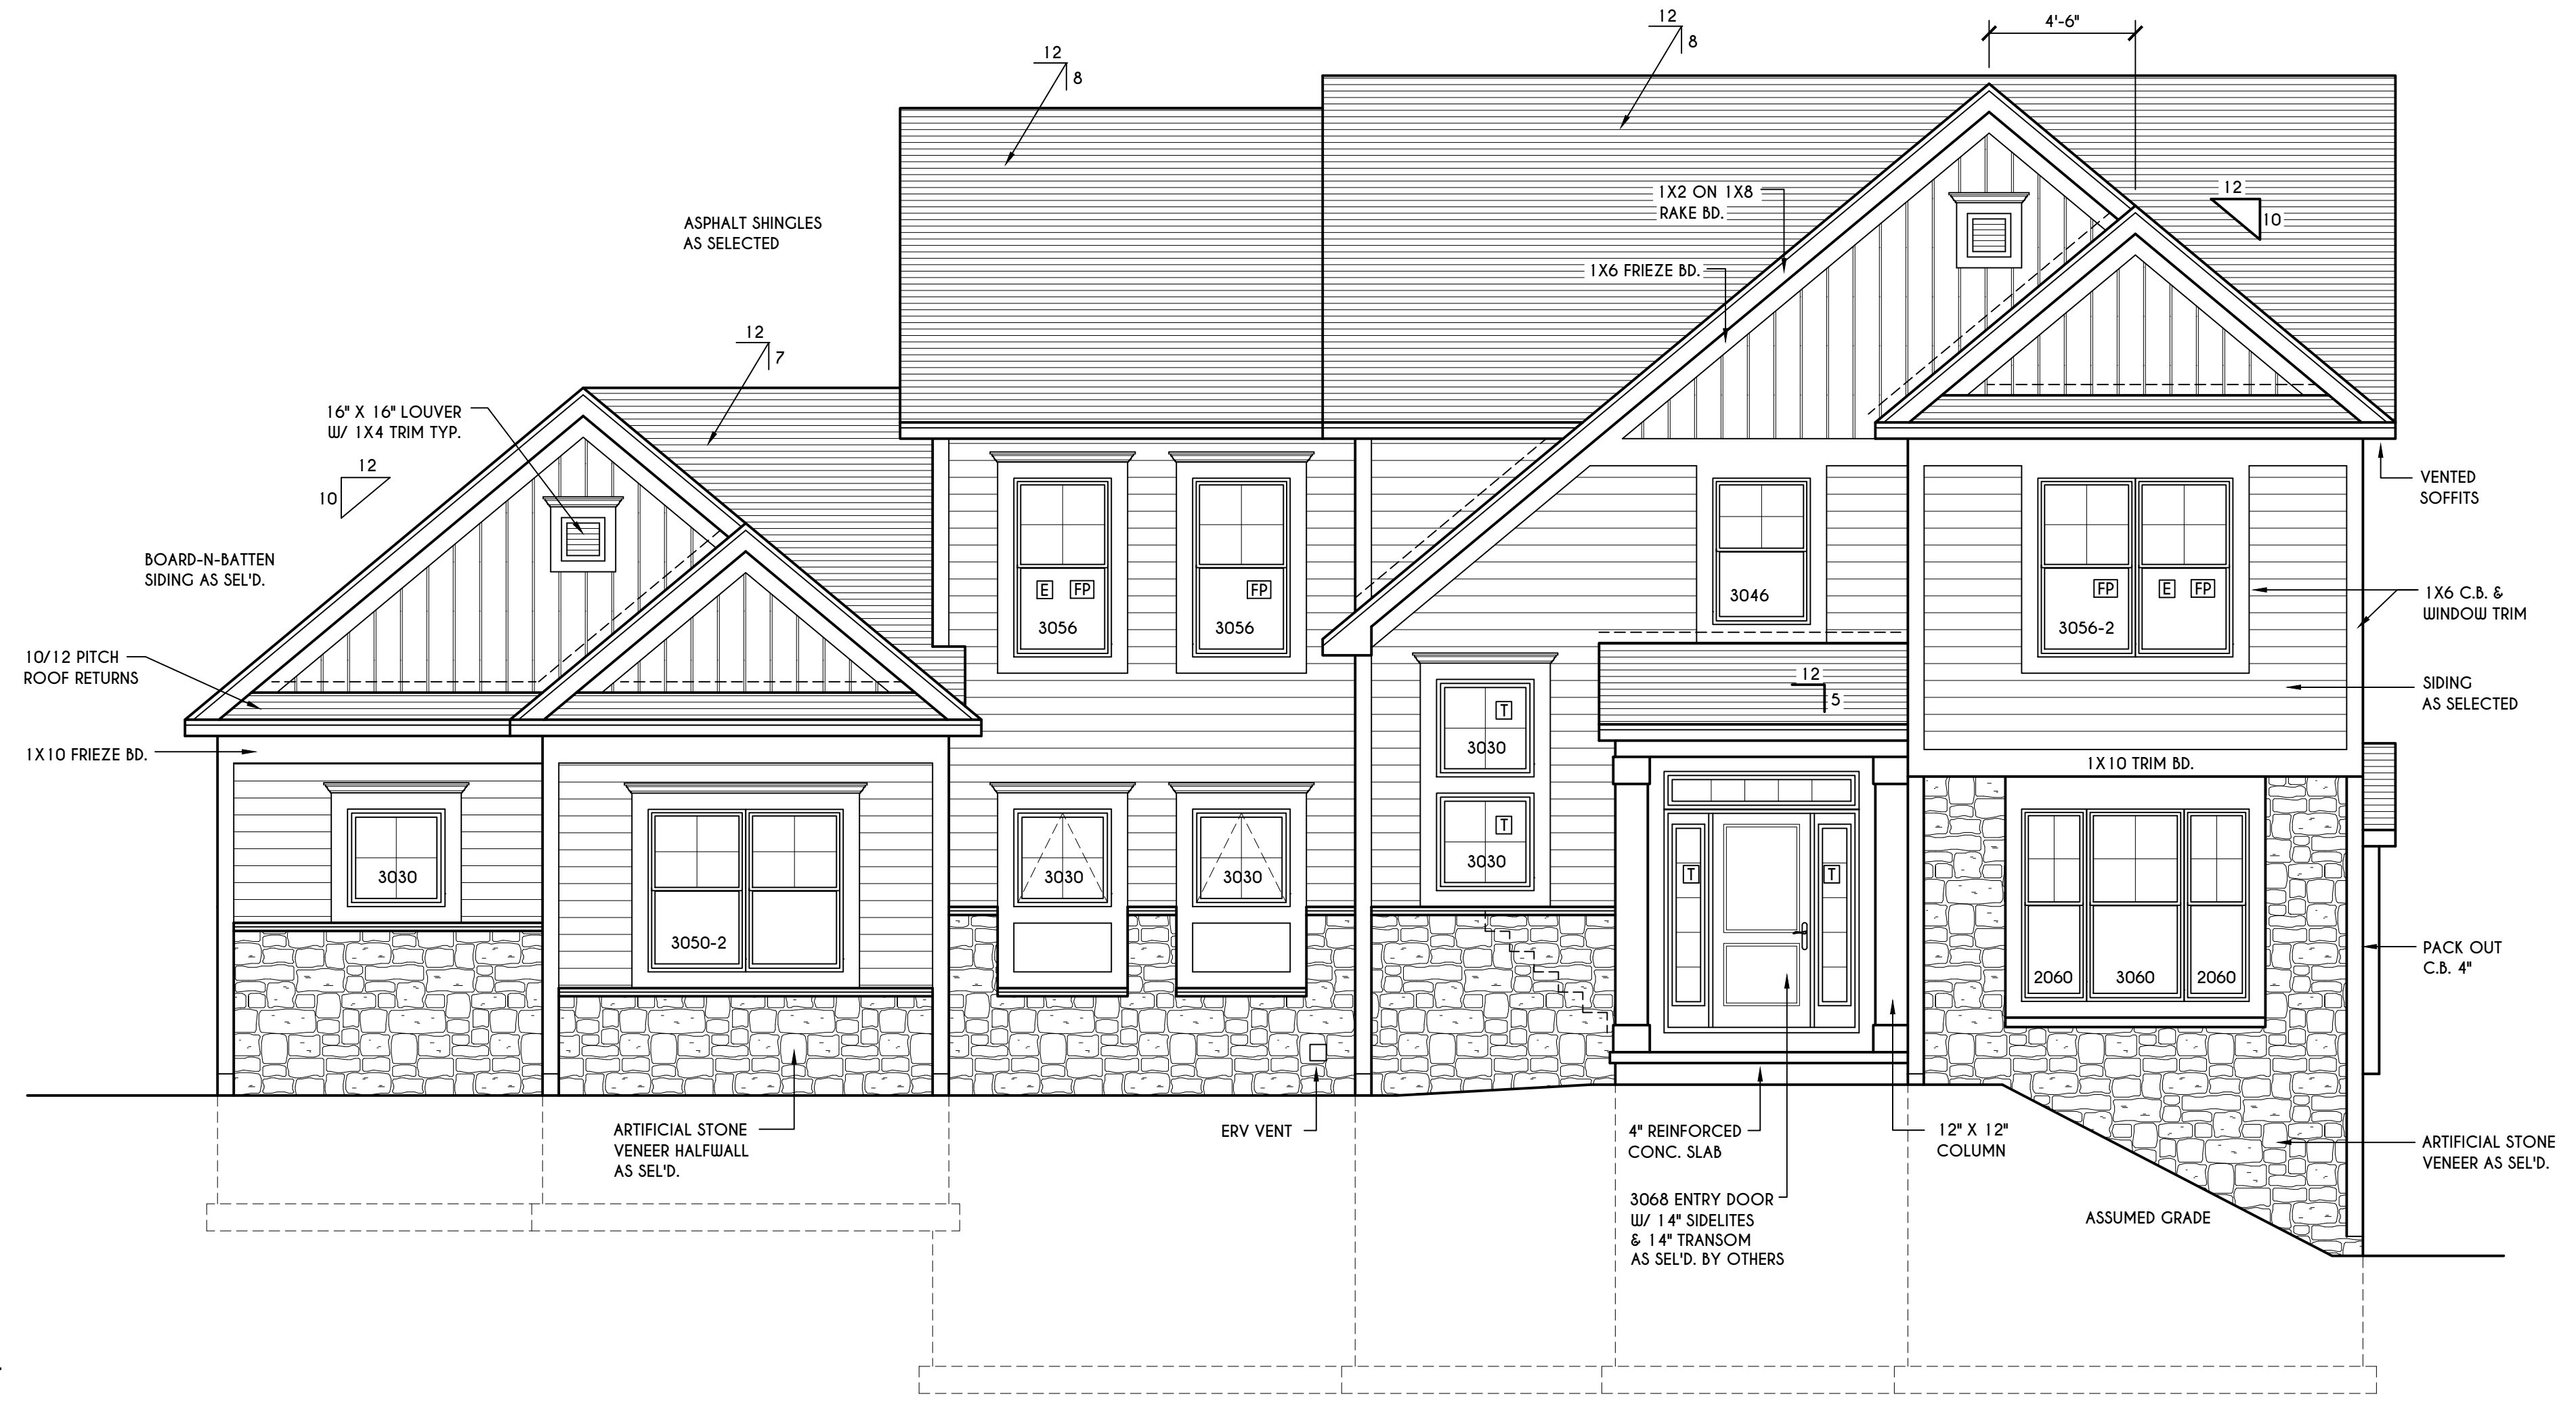 12
8
12
8
4'-6"
ASPHALT SHINGLES
AS SELECTED
1X2 ON 1X8
RAKE BD.
12
10
1X6 FRIEZE BD.
12
7
16" X 16" LOUVER
W/ 1X4 TRIM TYP.
12
10
VENTED
SOFFITS
BOARD-N-BATTEN
SIDING AS SEL'D.
E FP
3056
FP
3056
3046
FP
E FP
3056-2
1X6 C.B. &
WINDOW TRIM
10/12 PITCH
ROOF RETURNS
12
5
SIDING
AS SELECTED
1X10 FRIEZE BD.
T
3030
1X10 TRIM BD.
T
3030
3030
3030
3030
T
T
3050-2
2060
3060
2060
PACK OUT
C.B. 4"
ARTIFICIAL STONE
VENEER HALFWALL
AS SEL'D.
ERV VENT
4" REINFORCED
CONC. SLAB
12" X 12"
COLUMN
ARTIFICIAL STONE
VENEER AS SEL'D.
3068 ENTRY DOOR
W/ 14" SIDELITES
& 14" TRANSOM
AS SEL'D. BY OTHERS
ASSUMED GRADE